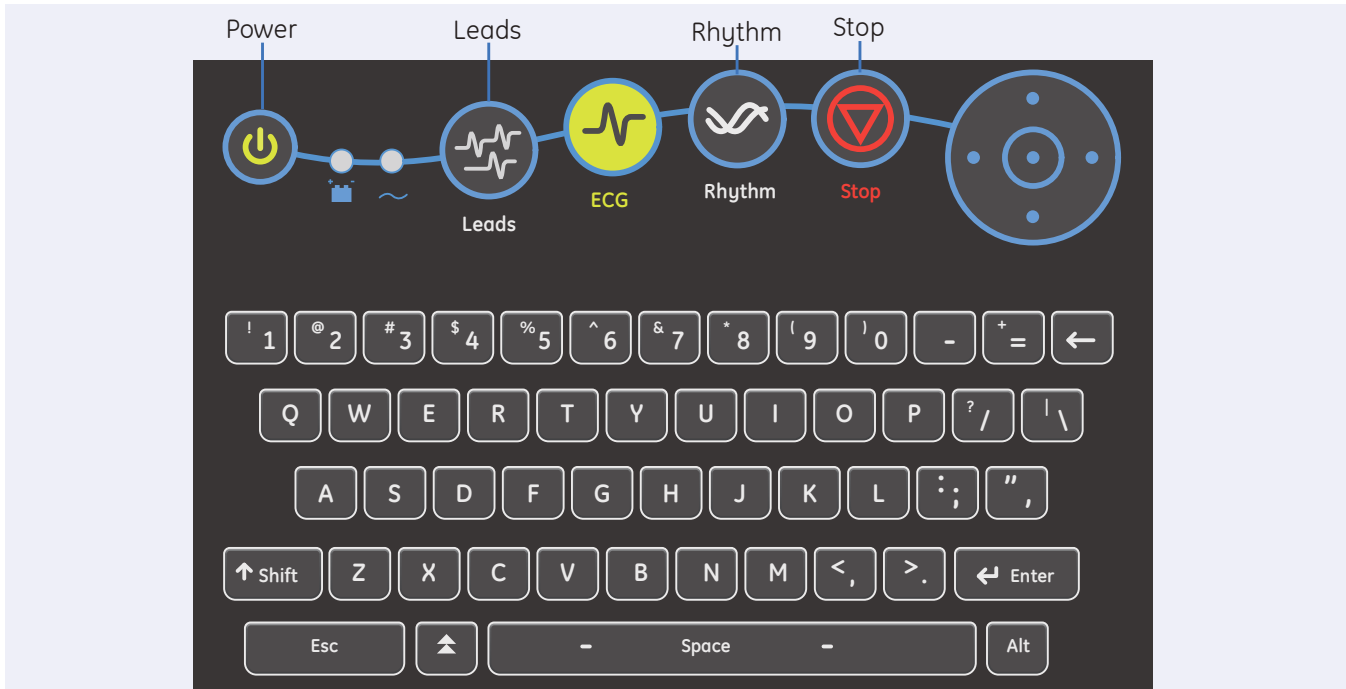 Power Leads Rhythm Stop
ECG Rhythm Stop
Leads
! 1 @ 2 # 3 $ 4 % 5 ^ 6 & 7 * 8 ( 9 ) 0 - + = ←
Q W E R T Y U I O P ? / | \
A S D F G H J K L : ; " ,
↑ Shift Z X C V B N M < , > . ↵ Enter
Esc - Space - Alt